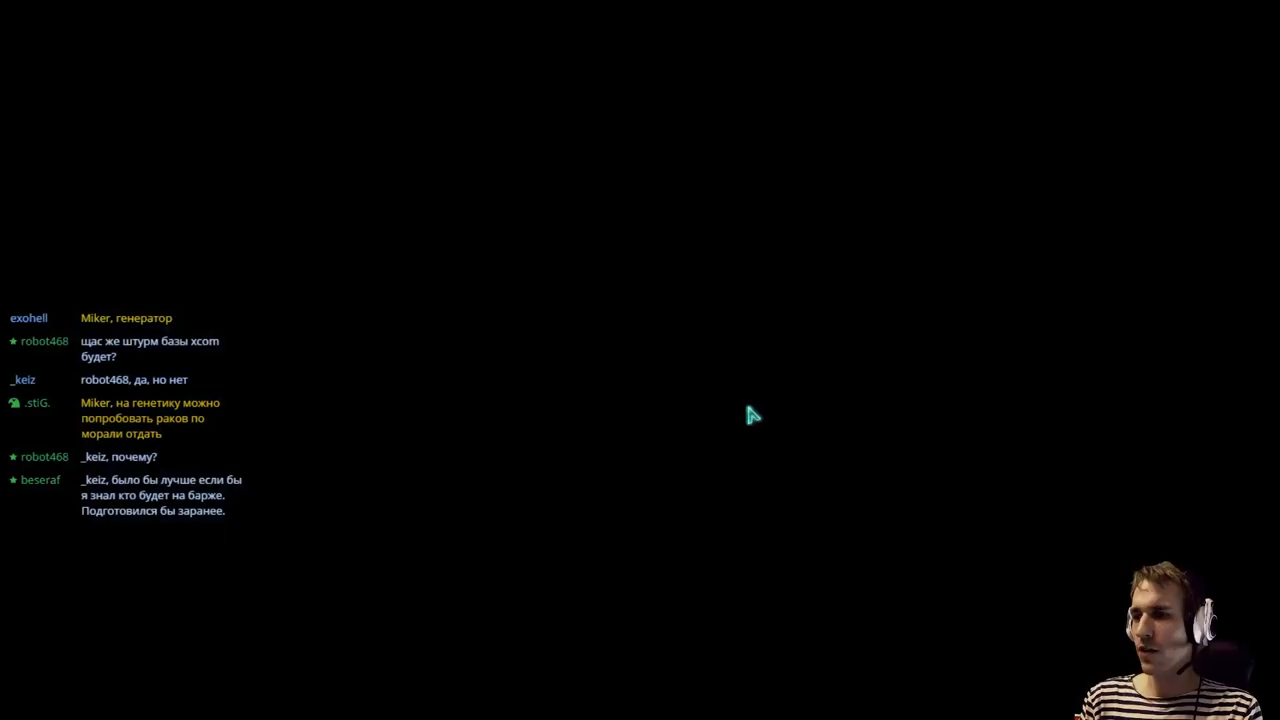 exohell Miker, генератор
robot468 щас же штурм базы xcom
будет?
_keiz robot468, да, но нет
.stiG. Miker, на генетику можно
попробовать раков по
морали отдать
robot468 _keiz, почему?
beseraf _keiz, было бы лучше если бы
я знал кто будет на барже.
Подготовился бы заранее.